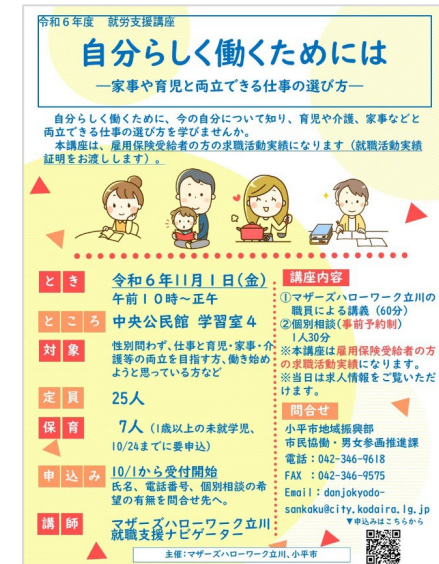 令和６年度　就労支援講座
自分らしく働くためには
―家事や育児と両立できる仕事の選び方―
自分らしく働くために、今の自分について知り、育児や介護、家事などと
両立できる仕事の選び方を学びませんか。
本講座は、雇用保険受給者の方の求職活動実績になります（就職活動実績
証明をお渡しします）。
とき
令和６年11月１日(金)
午前１０時～正午
ところ
中央公民館 学習室４
対象
性別問わず、仕事と育児・家事・介
護等の両立を目指す方、働き始め
ようと思っている方など
定員
25人
保育
７人（1歳以上の未就学児、
10/24までに要申込）
申込み
10/1から受付開始
氏名、電話番号、個別相談の希
望の有無を問合せ先へ。
講師
マザーズハローワーク立川
就職支援ナビゲーター
講座内容
①マザーズハローワーク立川の
職員による講義（60分）
②個別相談(事前予約制)
1人30分
※本講座は雇用保険受給者の方
の求職活動実績になります。
※当日は求人情報をご覧いただ
けます。
問合せ
小平市地域振興部
市民協働・男女参画推進課
電話：042-346-9618
FAX ：042-346-9575
Email：danjokyodo-
sankaku@city.kodaira.lg.jp
▼申込みはこちらから
主催：マザーズハローワーク立川、小平市